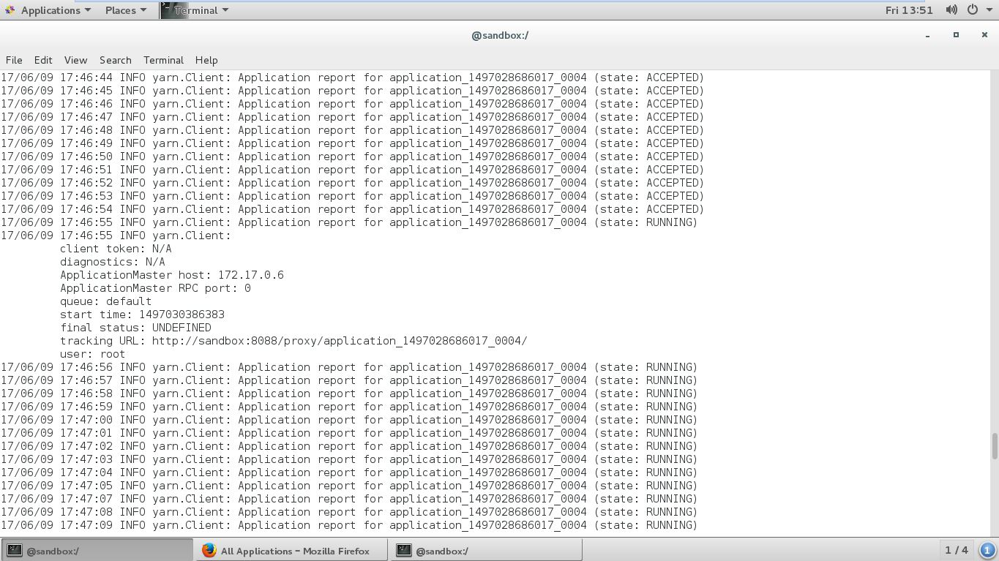 Applications Places Terminal Fri 13:51
@sandbox:/
File Edit View Search Terminal Help
17/06/09 17:46:44 INFO yarn.Client: Application report for application_1497028686017_0004 (state: ACCEPTED)
17/06/09 17:46:45 INFO yarn.Client: Application report for application_1497028686017_0004 (state: ACCEPTED)
17/06/09 17:46:46 INFO yarn.Client: Application report for application_1497028686017_0004 (state: ACCEPTED)
17/06/09 17:46:47 INFO yarn.Client: Application report for application_1497028686017_0004 (state: ACCEPTED)
17/06/09 17:46:48 INFO yarn.Client: Application report for application_1497028686017_0004 (state: ACCEPTED)
17/06/09 17:46:49 INFO yarn.Client: Application report for application_1497028686017_0004 (state: ACCEPTED)
17/06/09 17:46:50 INFO yarn.Client: Application report for application_1497028686017_0004 (state: ACCEPTED)
17/06/09 17:46:51 INFO yarn.Client: Application report for application_1497028686017_0004 (state: ACCEPTED)
17/06/09 17:46:52 INFO yarn.Client: Application report for application_1497028686017_0004 (state: ACCEPTED)
17/06/09 17:46:53 INFO yarn.Client: Application report for application_1497028686017_0004 (state: ACCEPTED)
17/06/09 17:46:54 INFO yarn.Client: Application report for application_1497028686017_0004 (state: ACCEPTED)
17/06/09 17:46:55 INFO yarn.Client: Application report for application_1497028686017_0004 (state: RUNNING)
17/06/09 17:46:55 INFO yarn.Client:
client token: N/A
diagnostics: N/A
ApplicationMaster host: 172.17.0.6
ApplicationMaster RPC port: 0
queue: default
start time: 1497030386383
final status: UNDEFINED
tracking URL: http://sandbox:8088/proxy/application_1497028686017_0004/
user: root
17/06/09 17:46:56 INFO yarn.Client: Application report for application_1497028686017_0004 (state: RUNNING)
17/06/09 17:46:57 INFO yarn.Client: Application report for application_1497028686017_0004 (state: RUNNING)
17/06/09 17:46:58 INFO yarn.Client: Application report for application_1497028686017_0004 (state: RUNNING)
17/06/09 17:46:59 INFO yarn.Client: Application report for application_1497028686017_0004 (state: RUNNING)
17/06/09 17:47:00 INFO yarn.Client: Application report for application_1497028686017_0004 (state: RUNNING)
17/06/09 17:47:01 INFO yarn.Client: Application report for application_1497028686017_0004 (state: RUNNING)
17/06/09 17:47:02 INFO yarn.Client: Application report for application_1497028686017_0004 (state: RUNNING)
17/06/09 17:47:03 INFO yarn.Client: Application report for application_1497028686017_0004 (state: RUNNING)
17/06/09 17:47:04 INFO yarn.Client: Application report for application_1497028686017_0004 (state: RUNNING)
17/06/09 17:47:05 INFO yarn.Client: Application report for application_1497028686017_0004 (state: RUNNING)
17/06/09 17:47:07 INFO yarn.Client: Application report for application_1497028686017_0004 (state: RUNNING)
17/06/09 17:47:08 INFO yarn.Client: Application report for application_1497028686017_0004 (state: RUNNING)
17/06/09 17:47:09 INFO yarn.Client: Application report for application_1497028686017_0004 (state: RUNNING)
@sandbox:/ All Applications – Mozilla Firefox @sandbox:/ 1 / 4 1